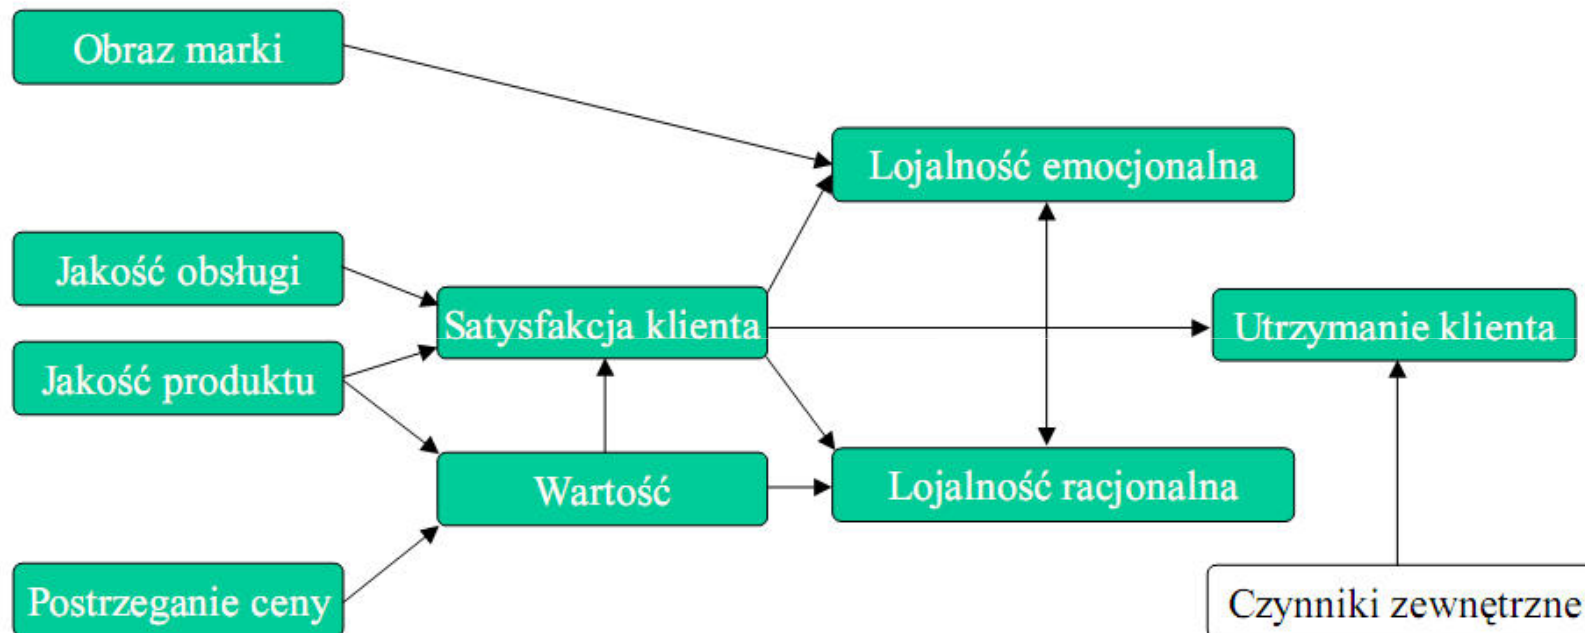 Obraz marki
Lojalność emocjonalna
Jakość obsługi
Satysfakcja klienta
Utrzymanie klienta
Jakość produktu
Wartość
Lojalność racjonalna
Postrzeganie ceny
Czynniki zewnętrzne